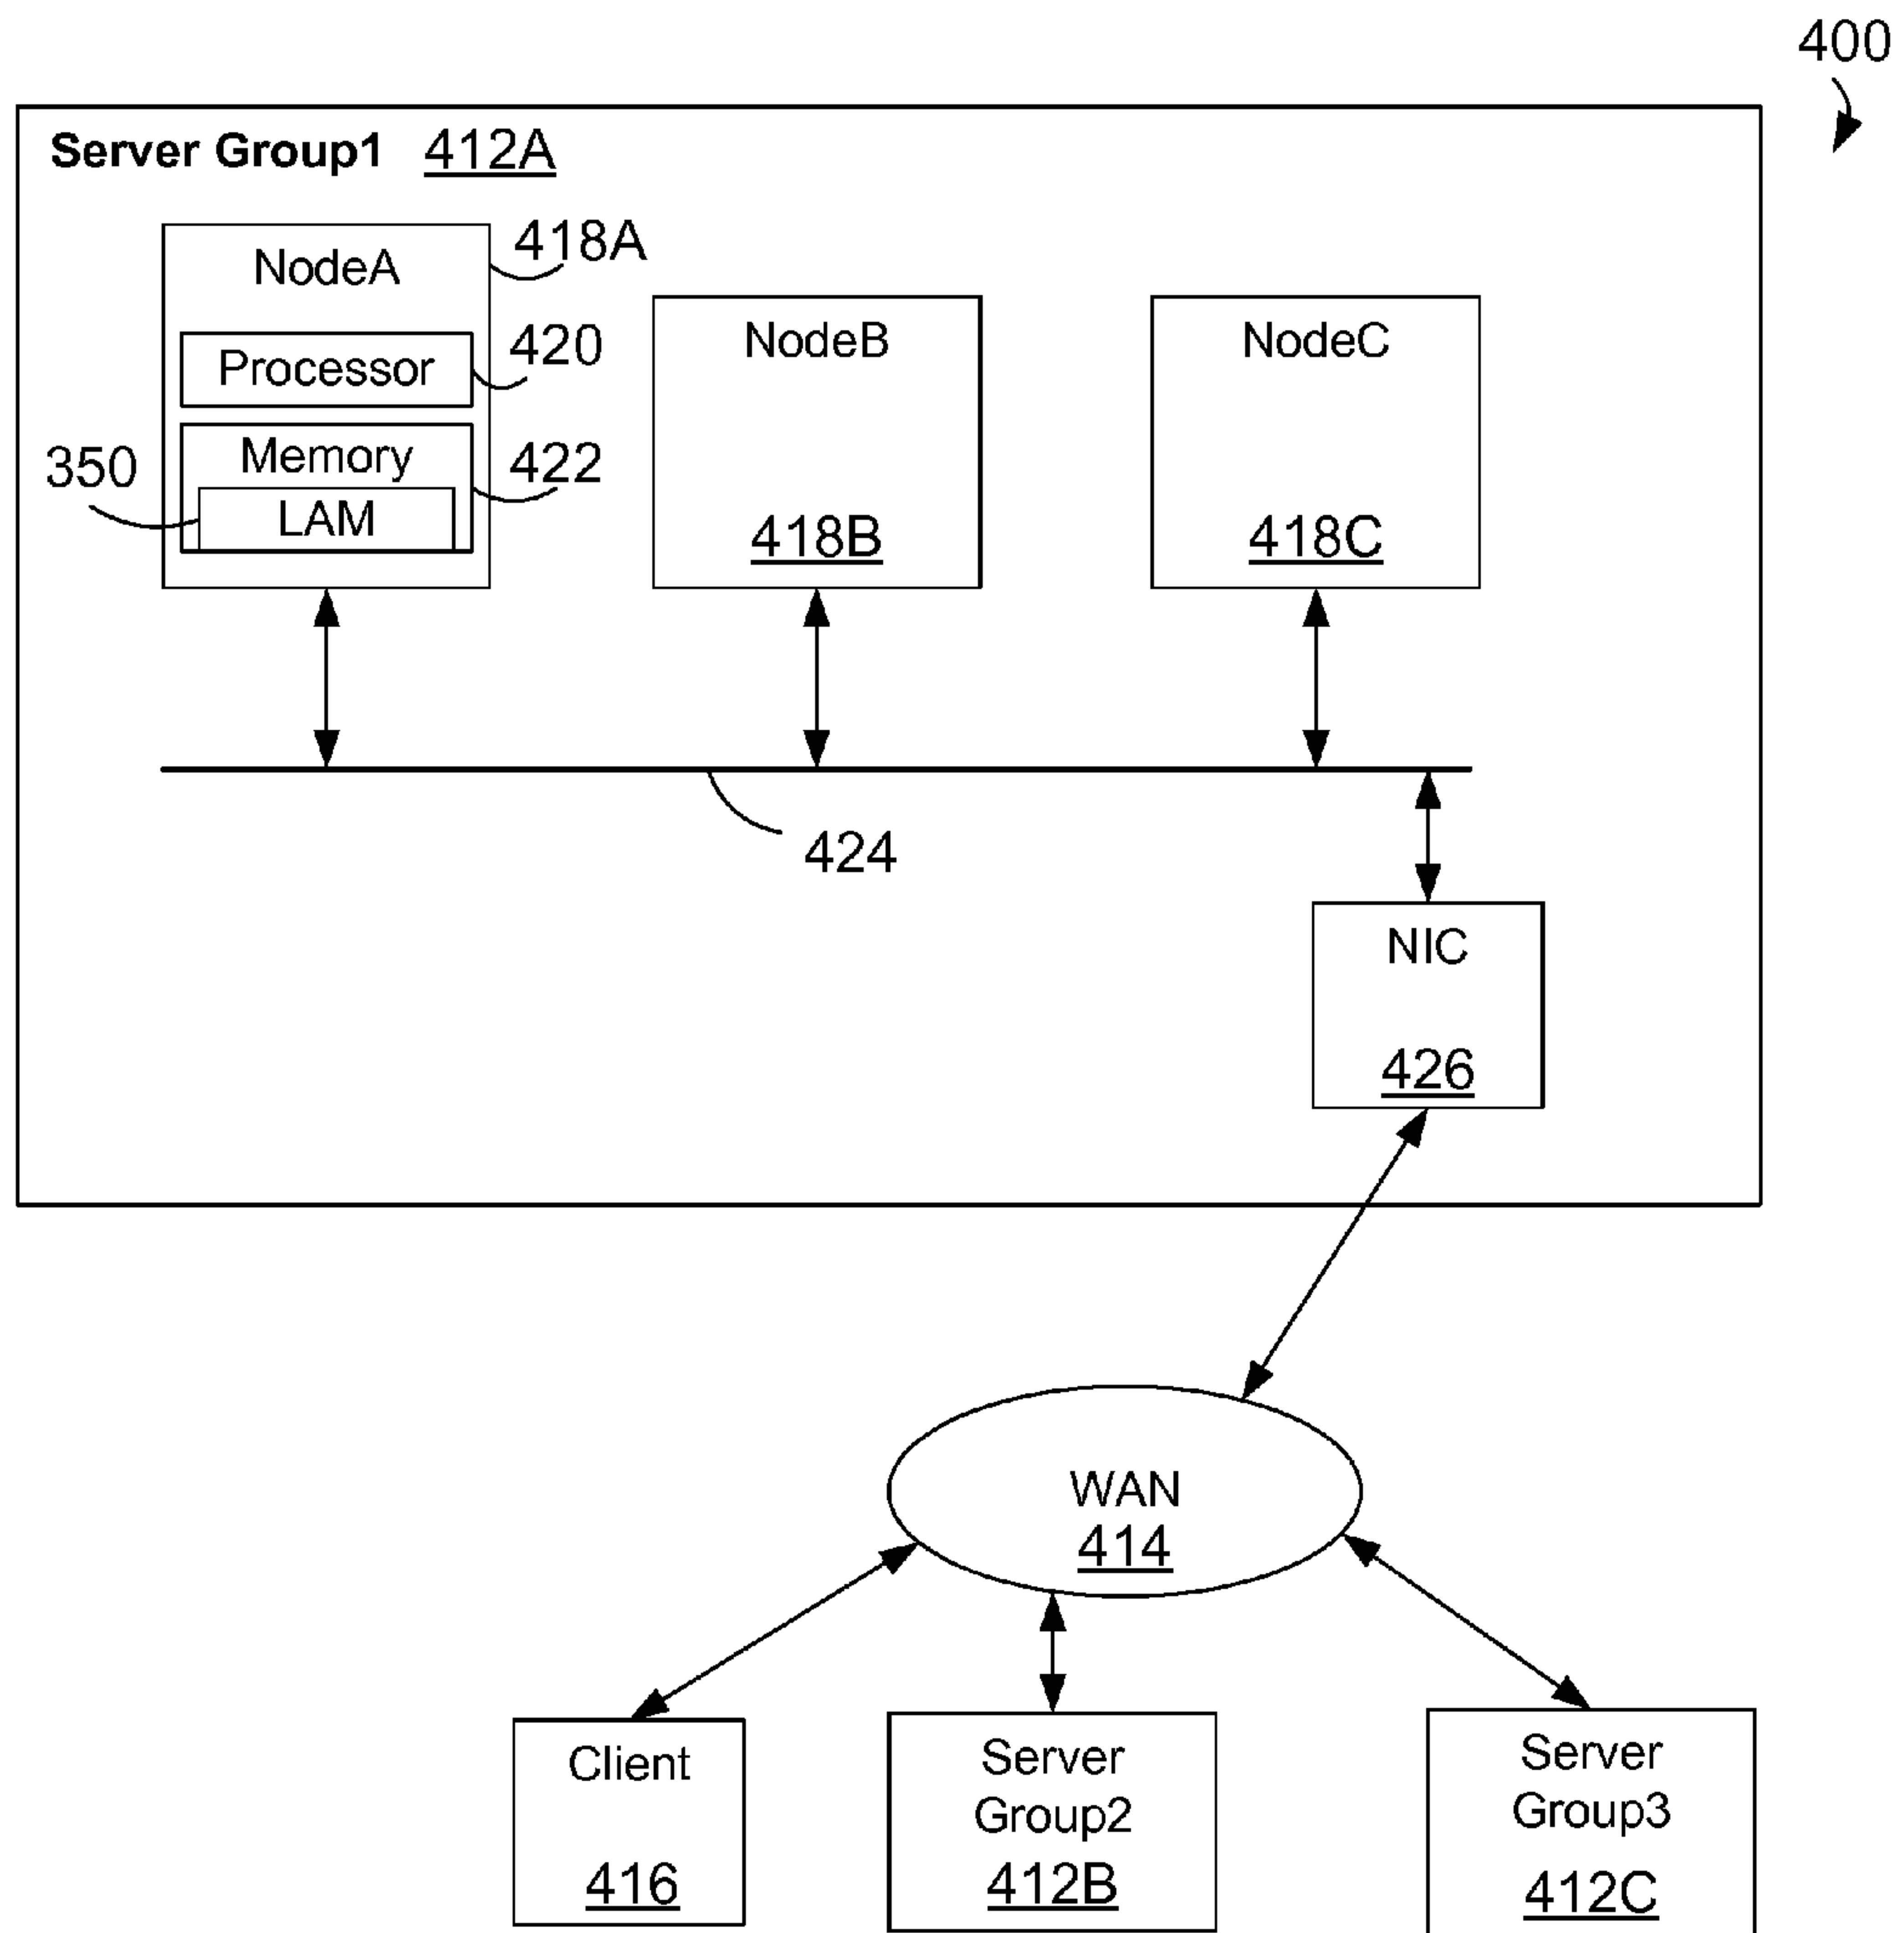 400
Server Group1 412A
NodeA
418A
Processor
420
Memory
422
350
LAM
NodeB
418B
NodeC
418C
424
NIC
426
WAN
414
Client
416
Server
Group2
412B
Server
Group3
412C